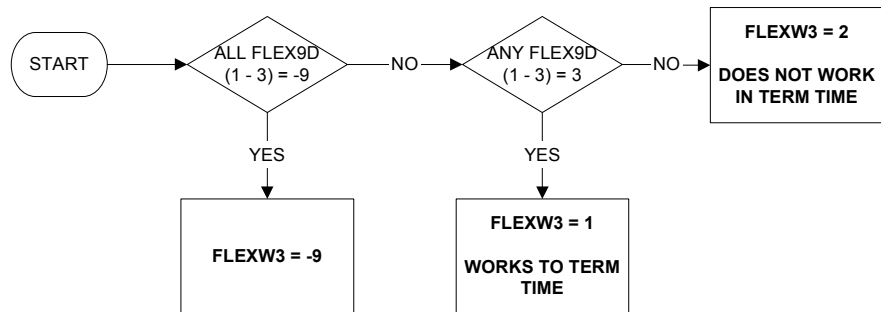 START
ALL FLEX9D
(1 - 3) = -9
NO
ANY FLEX9D
(1 - 3) = 3
NO
FLEXW3 = 2
DOES NOT WORK
IN TERM TIME
YES
YES
FLEXW3 = -9
FLEXW3 = 1
WORKS TO TERM
TIME